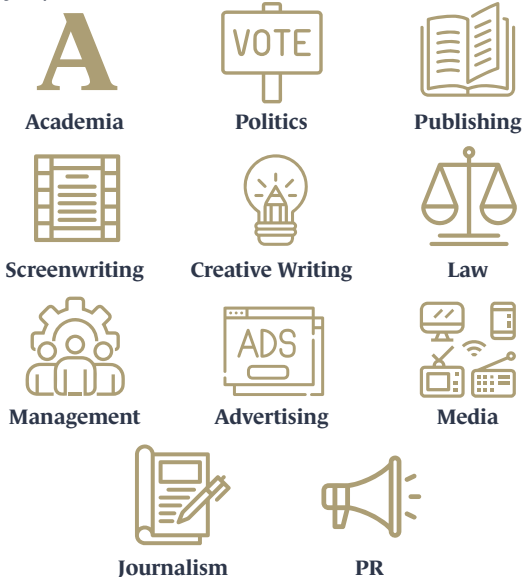 A
VOTE
Academia
Politics
Publishing
Screenwriting
Creative Writing
Law
ADS
Management
Advertising
Media
Journalism
PR